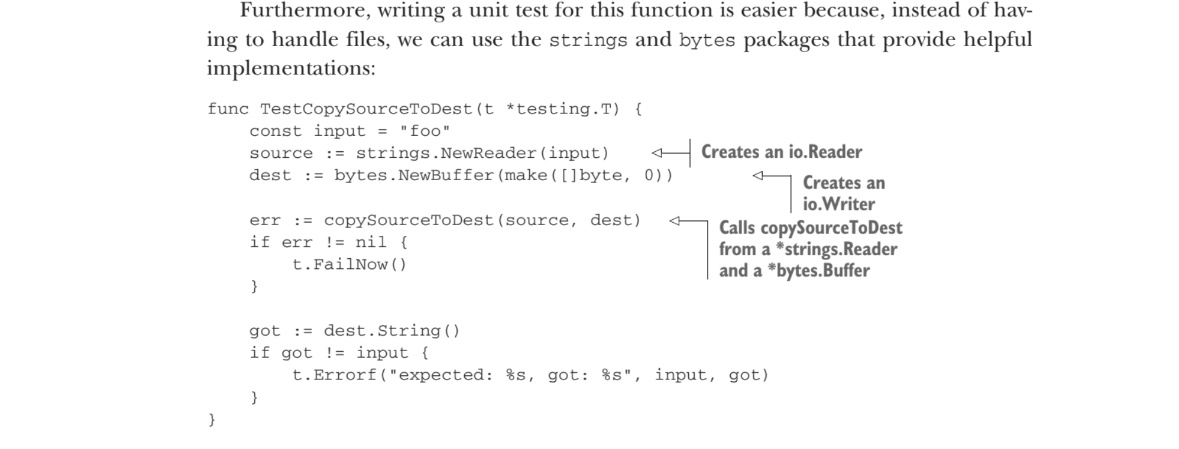 Furthermore, writing a unit test for this function is easier because, instead of hav-
ing to handle files, we can use the strings and bytes packages that provide helpful
implementations:
func TestCopySourceToDest(t *testing.T) {
    const input = "foo"
    source := strings.NewReader(input)
Creates an io.Reader
    dest := bytes.NewBuffer(make([]byte, 0))
Creates an
io.Writer
    err := copySourceToDest(source, dest)
Calls copySourceToDest
from a *strings.Reader
and a *bytes.Buffer
    if err != nil {
        t.FailNow()
    }
    got := dest.String()
    if got != input {
        t.Errorf("expected: %s, got: %s", input, got)
    }
}